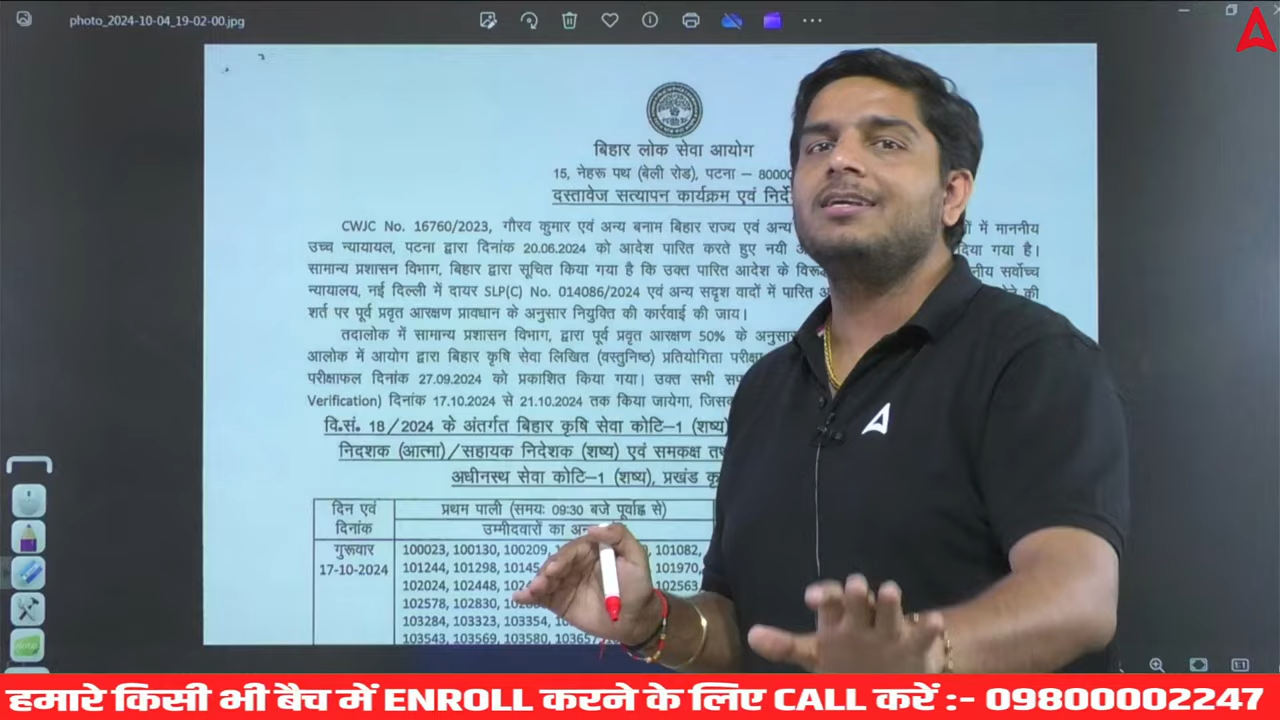 photo_2024-10-04_19-02-00.jpg
बिहार लोक सेवा आयोग
15, नेहरू पथ (बेली रोड), पटना – 80000
दस्तावेज सत्यापन कार्यक्रम एवं निर्दे
CWJC No. 16760/2023, गौरव कुमार एवं अन्य बनाम बिहार राज्य एवं अन्य में माननीय
उच्च न्यायायल, पटना द्वारा दिनांक 20.06.2024 को आदेश पारित करते हुए नयी दिया गया है।
सामान्य प्रशासन विभाग, बिहार द्वारा सूचित किया गया है कि उक्त पारित आदेश के विरू सर्वोच्च
न्यायालय, नई दिल्ली में दायर SLP(C) No. 014086/2024 एवं अन्य सदृश वादों में पारित की
शर्त पर पूर्व प्रवृत आरक्षण प्रावधान के अनुसार नियुक्ति की कार्रवाई की जाय।
तदालोक में सामान्य प्रशासन विभाग, द्वारा पूर्व प्रवृत आरक्षण 50% के अनुसार
आलोक में आयोग द्वारा बिहार कृषि सेवा लिखित (वस्तुनिष्ठ) प्रतियोगिता परीक्षा
परीक्षाफल दिनांक 27.09.2024 को प्रकाशित किया गया। उक्त सभी
Verification) दिनांक 17.10.2024 से 21.10.2024 तक किया जायेगा,
वि.सं. 18/2024 के अंतर्गत बिहार कृषि सेवा कोटि–1 (शष्य)
निदशक (आत्मा)/सहायक निदेशक (शष्य) एवं समकक्ष
अधीनस्थ सेवा कोटि–1 (शष्य), प्रखंड
दिन एवं दिनांक
प्रथम पाली (समयः 09:30 बजे पूर्वाह्न से)
उम्मीदवारों का
गुरूवार
17-10-2024
100023, 100130, 100209, 101082,
101244, 101298, 101970,
102024, 102448, 102563
102578, 102830,
103284, 103323, 103354,
103543, 103569, 103580, 103657
हमारे किसी भी बैच में ENROLL करने के लिए CALL करें :- 09800002247